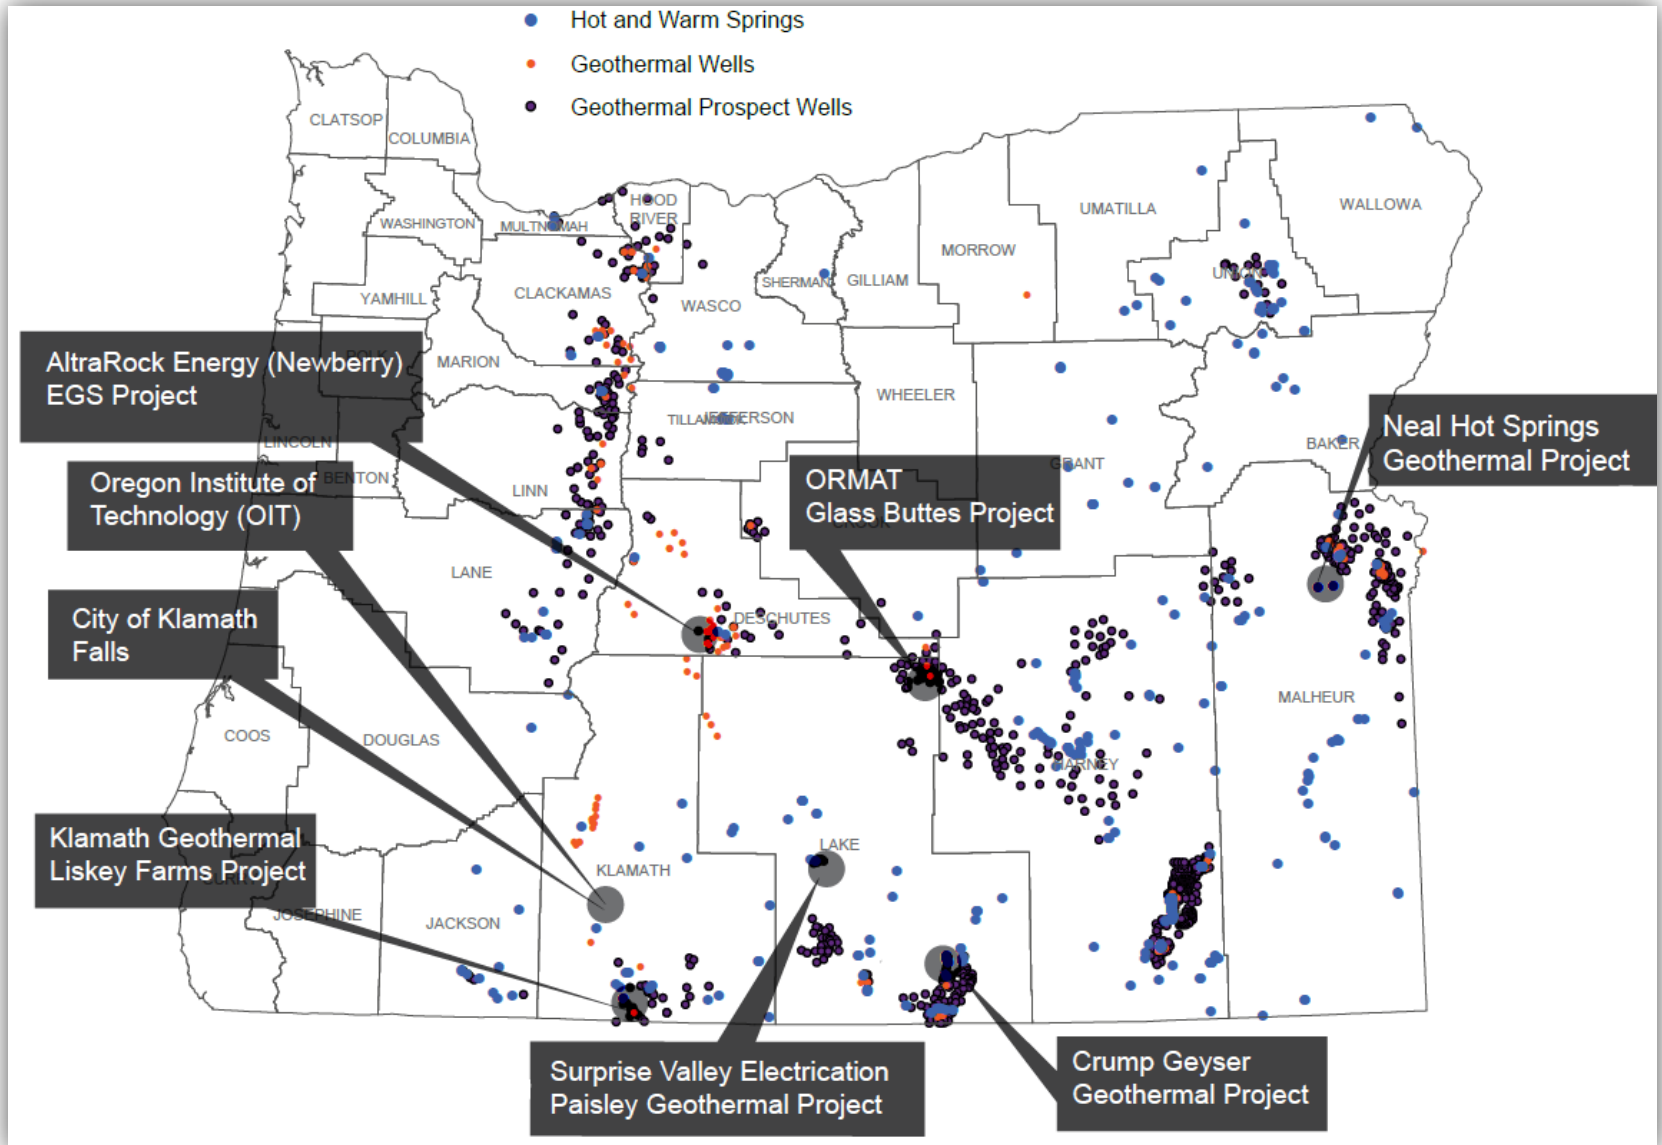 Hot and Warm Springs
Geothermal Wells
Geothermal Prospect Wells
CLATSOP
COLUMBIA
WASHINGTON
MULTNOMAH
HOOD
RIVER
UMATILLA
WALLOWA
MORROW
GILLIAM
SHERMAN
UNION
YAMHILL
CLACKAMAS
WASCO
AltraRock Energy (Newberry)
EGS Project
POLK
MARION
WHEELER
TILLAMOOK
JEFFERSON
LINCOLN
BENTON
LINN
Oregon Institute of
Technology (OIT)
ORMAT
Glass Buttes Project
CROOK
GRANT
BAKER
Neal Hot Springs
Geothermal Project
LANE
DESCHUTES
City of Klamath
Falls
MALHEUR
COOS
DOUGLAS
HARNEY
Klamath Geothermal
Liskey Farms Project
CURRY
KLAMATH
LAKE
JOSEPHINE
JACKSON
Surprise Valley Electrication
Paisley Geothermal Project
Crump Geyser
Geothermal Project